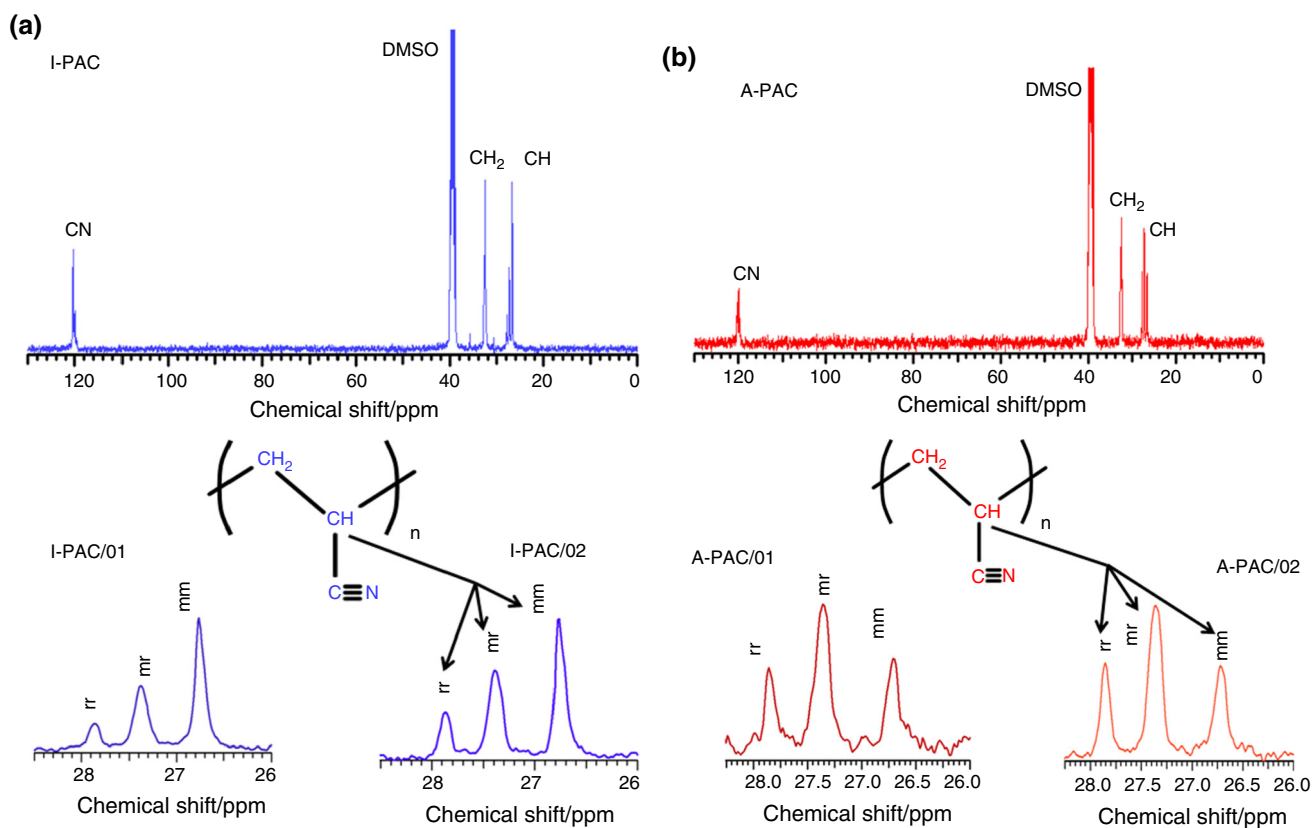 (a)
I-PAC
DMSO
CH2
CH
CN
120 100 80 60 40 20 0
Chemical shift/ppm
CH2
CH
n
C≡N
I-PAC/01
rr
mr
mm
28 27 26
Chemical shift/ppm
I-PAC/02
rr
mr
mm
28 27 26
Chemical shift/ppm
(b)
A-PAC
DMSO
CH2
CH
CN
120 100 80 60 40 20 0
Chemical shift/ppm
CH2
CH
n
C≡N
A-PAC/01
rr
mr
mm
28.0 27.5 27.0 26.5 26.0
Chemical shift/ppm
A-PAC/02
rr
mr
mm
28.0 27.5 27.0 26.5 26.0
Chemical shift/ppm